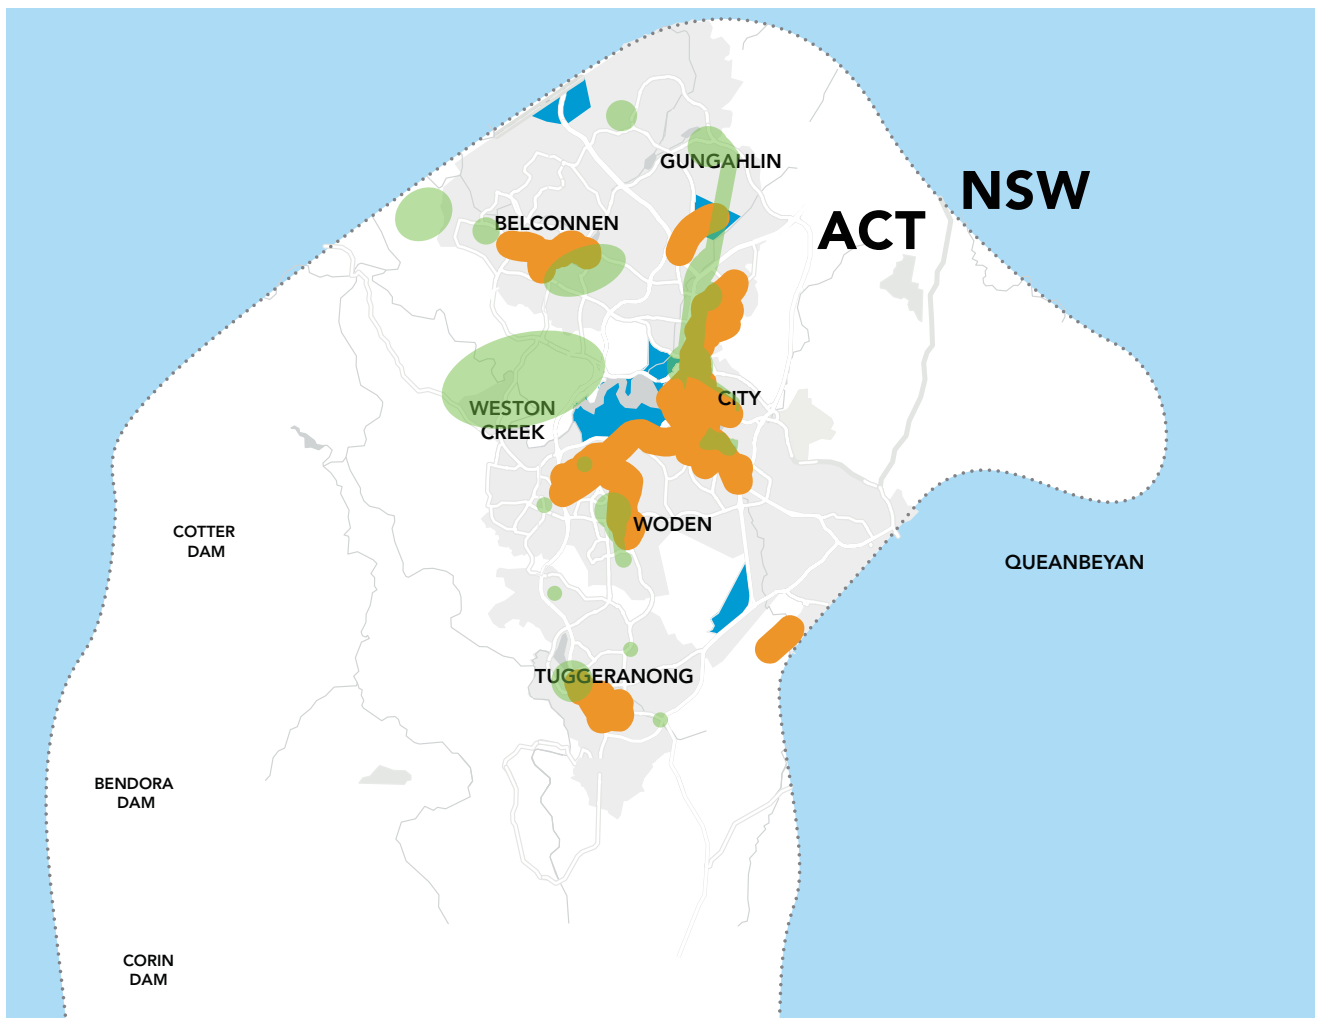 GUNGAHLIN
NSW
ACT
BELCONNEN
CITY
WESTON
CREEK
WODEN
COTTER
DAM
QUEANBEYAN
TUGGERANONG
BENDORA
DAM
CORIN
DAM